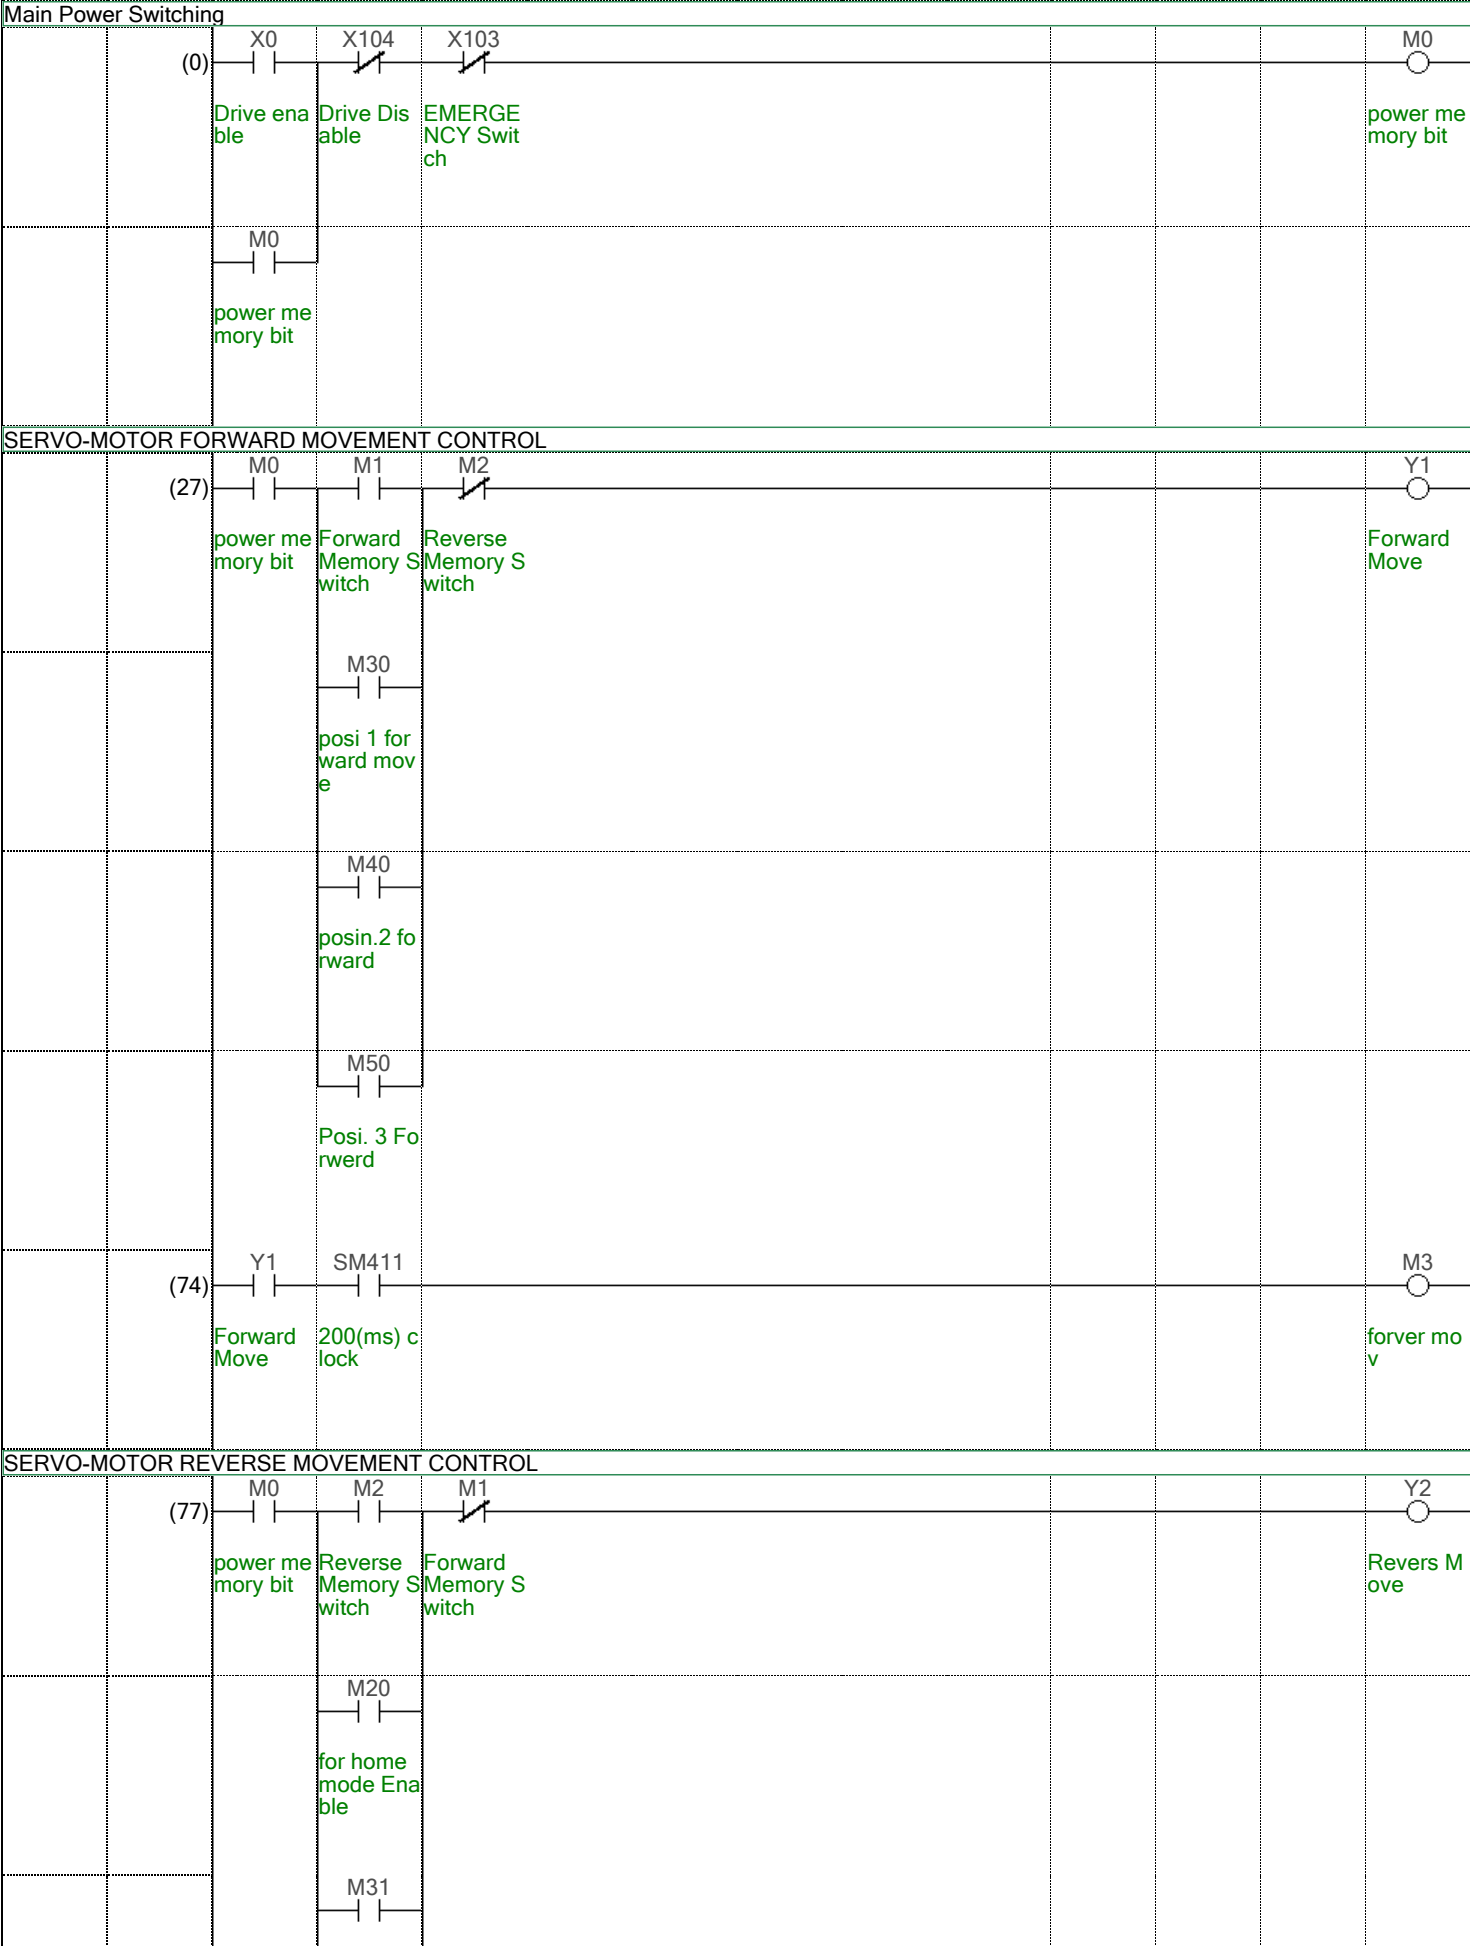 Main Power Switching
X0 X104 X103 M0
(0)
Drive ena Drive Dis EMERGE power me
ble able NCY Swit mory bit
ch
M0
power me
mory bit
SERVO-MOTOR FORWARD MOVEMENT CONTROL
M0 M1 M2 Y1
(27)
power me Forward Reverse Forward
mory bit Memory S Memory S Move
witch witch
M30
posi 1 for
ward mov
e
M40
posin.2 fo
rward
M50
Posi. 3 Fo
rwerd
Y1 SM411 M3
(74)
Forward 200(ms) c forver mo
Move lock v
SERVO-MOTOR REVERSE MOVEMENT CONTROL
M0 M2 M1 Y2
(77)
power me Reverse Forward Revers M
mory bit Memory S Memory S ove
witch witch
M20
for home
mode Ena
ble
M31